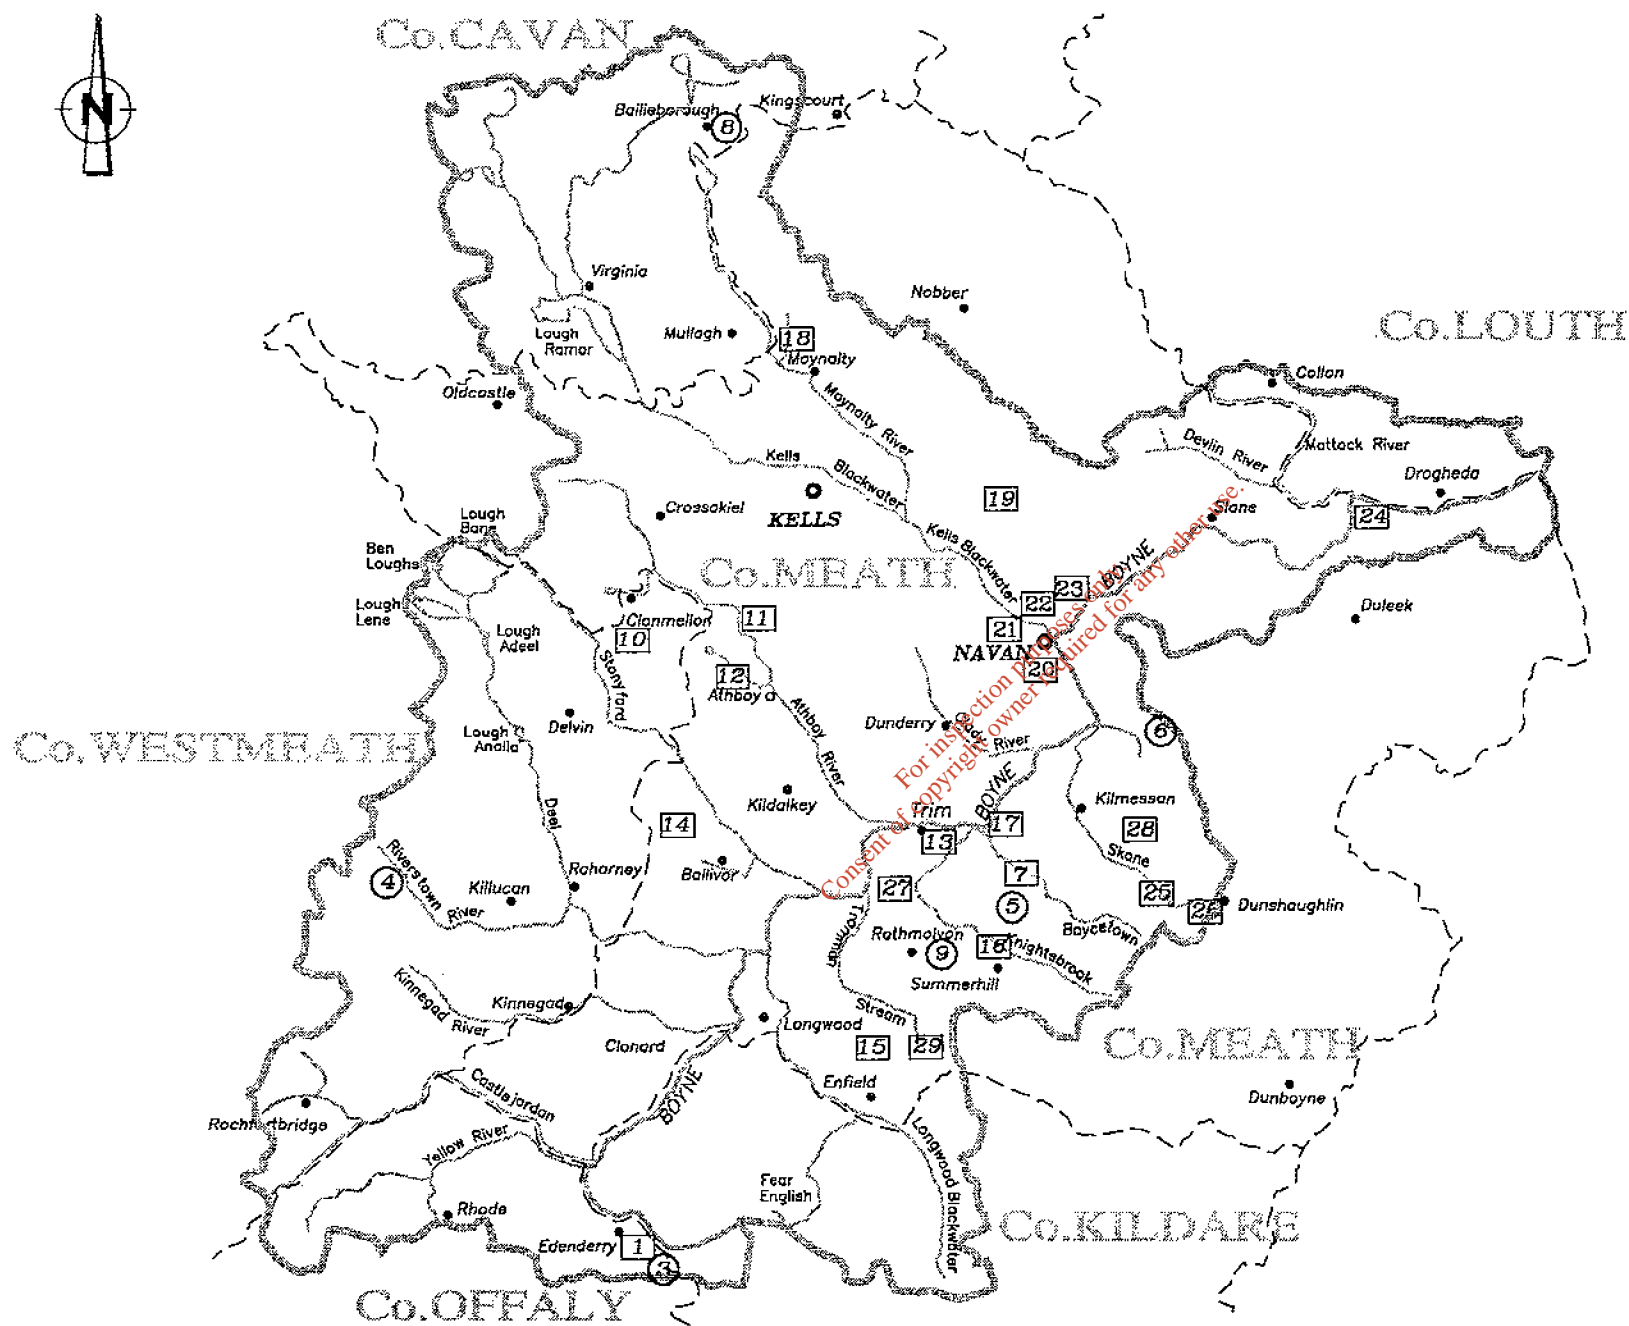 Co.CAVAN
N
Bailieborough
Kingscourt
8
Virginia
Nobber
Co.LOUTH
Lough
Ramor
Mullagh
18
Moynalty
Collon
Oldcastle
Moynalty River
Devlin River
Mattock River
Drogheda
Kells
Blackwater
KELLS
19
Slane
24
Crossakiel
Lough
Bane
Ben
Loughs
Kells Blackwater
BOYNE
Co.MEATH
23
22
Lough
Lene
Clonmellon
11
21
Duleek
Lough
Adeel
10
NAVAN
20
Stonyford
12
Athboy
Athboy River
Delvin
Dunderry
River
6
Co.WESTMEATH
Lough
Analla
For inspection purposes only.
Consent of copyright owner required for any other use.
Deel
Kildalkey
BOYNE
Kilmessan
Trim
14
17
28
13
Skane
Riverstown
River
4
Killucan
Raharney
Ballivor
27
7
25
5
Dunshaughlin
Rathmolyon
9
16
Knightsbrook
Boycetown
Summerhill
Kinnegad River
Kinnegad
Stream
Longwood
Clonard
15
29
Co.MEATH
Castlejordan
BOYNE
Enfield
Dunboyne
Rochfortbridge
Yellow River
Longwood Blackwater
Fear
English
Rhode
Co.KILDARE
Edenderry
1
3
Co.OFFALY